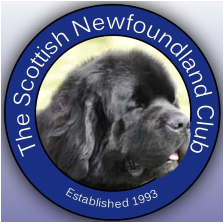 The Scottish Newfoundland Club
Established 1993